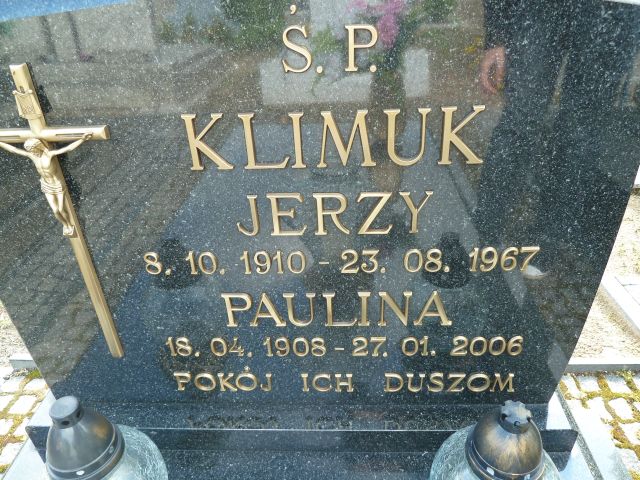 Ś. P.
KLIMUK
JERZY
8. 10. 1910 - 23. 08. 1967
PAULINA
18. 04. 1908 - 27. 01. 2006
POKÓJ ICH DUSZOM